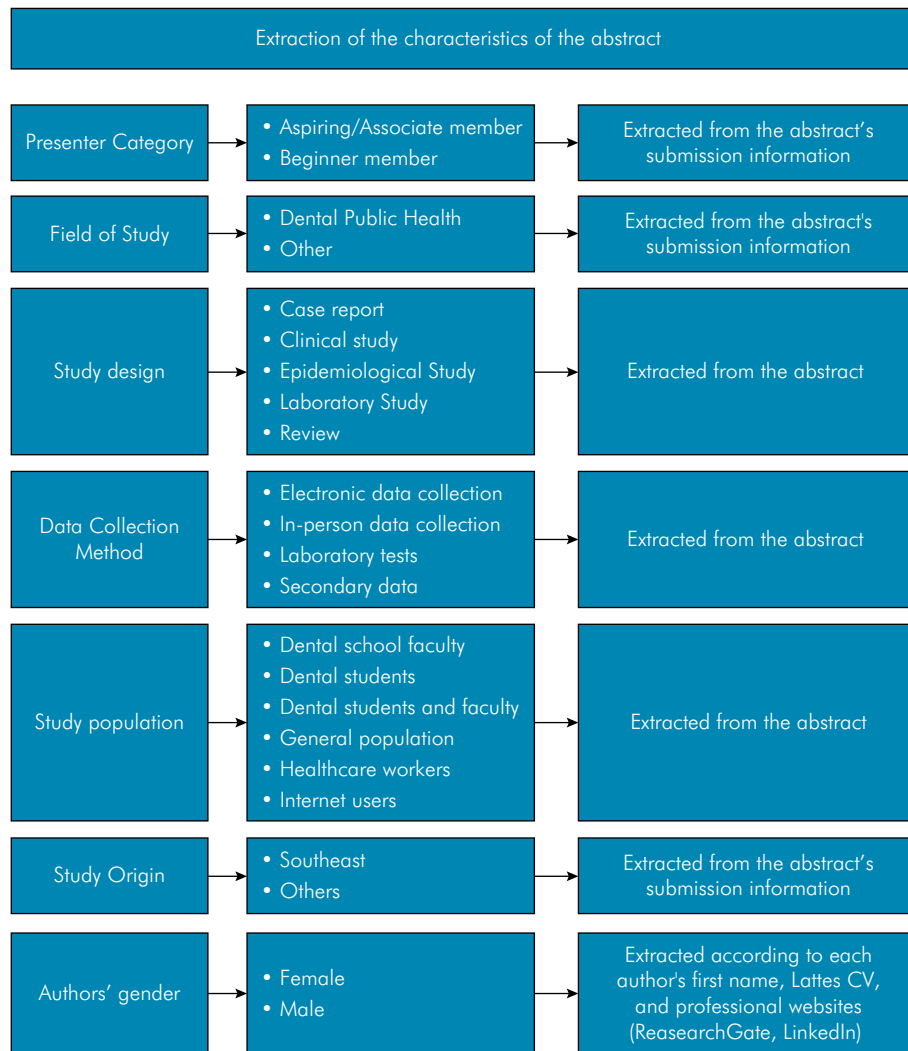 Extraction of the characteristics of the abstract
Presenter Category
• Aspiring/Associate member
• Beginner member
Extracted from the abstract’s
submission information
Field of Study
• Dental Public Health
• Other
Extracted from the abstract's
submission information
Study design
• Case report
• Clinical study
• Epidemiological Study
• Laboratory Study
• Review
Extracted from the abstract
Data Collection
Method
• Electronic data collection
• In-person data collection
• Laboratory tests
• Secondary data
Extracted from the abstract
Study population
• Dental school faculty
• Dental students
• Dental students and faculty
• General population
• Healthcare workers
• Internet users
Extracted from the abstract
Study Origin
• Southeast
• Others
Extracted from the abstract’s
submission information
Authors’ gender
• Female
• Male
Extracted according to each
author's first name, Lattes CV,
and professional websites
(ReasearchGate, LinkedIn)